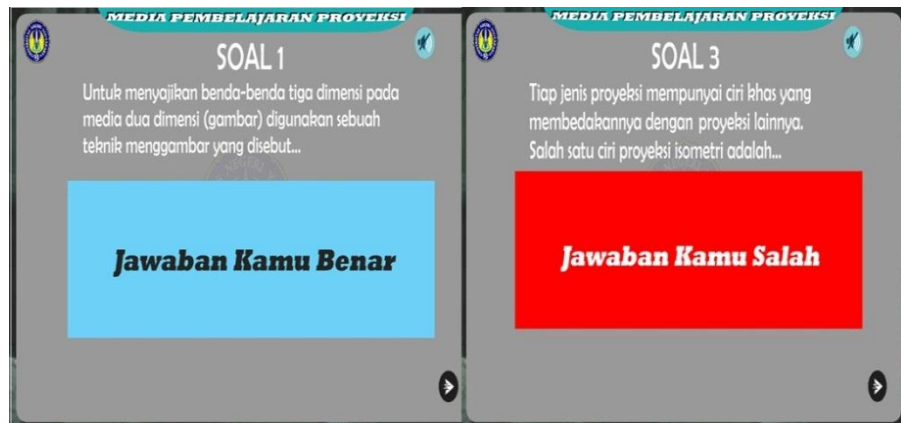 MEDIA PEMBELAJARAN PROYEKSI
SOAL 1
Untuk menyajikan benda-benda tiga dimensi pada
media dua dimensi (gambar) digunakan sebuah
teknik menggambar yang disebut...
Jawaban Kamu Benar
MEDIA PEMBELAJARAN PROYEKSI
SOAL 3
Tiap jenis proyeksi mempunyai ciri khas yang
membedakannya dengan proyeksi lainnya.
Salah satu ciri proyeksi isometri adalah...
Jawaban Kamu Salah